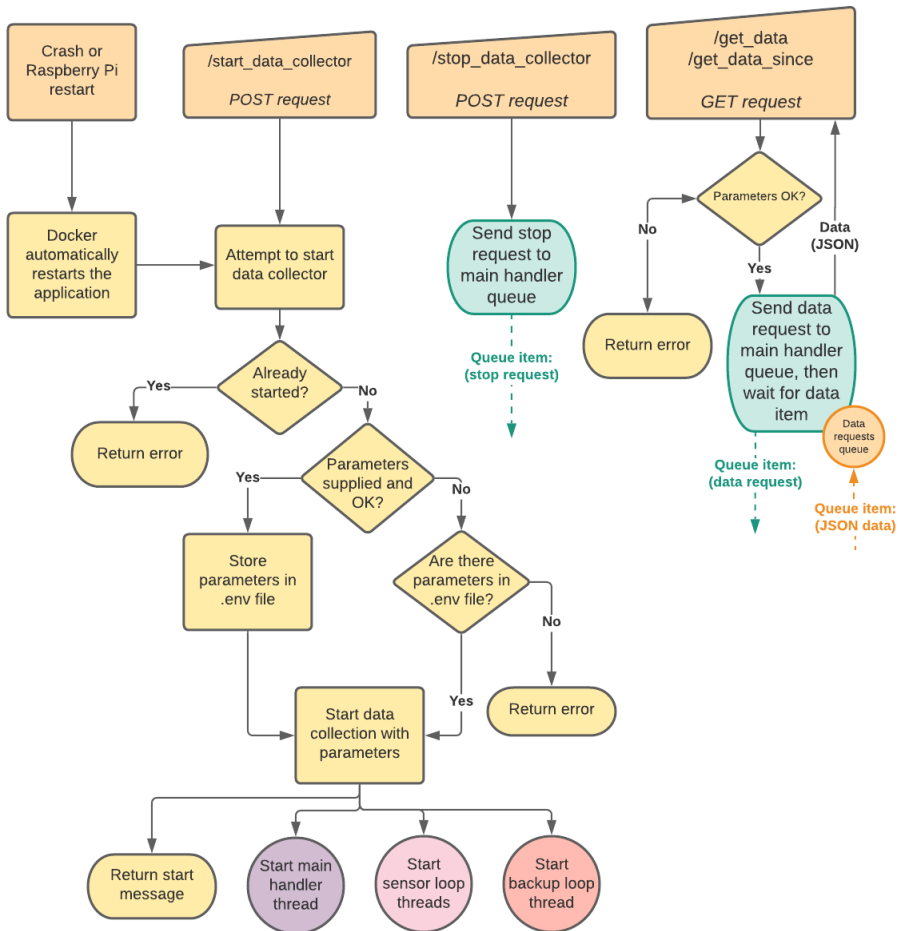 Crash or
Raspberry Pi
restart
/start_data_collector
POST request
/stop_data_collector
POST request
/get_data
/get_data_since
GET request
Docker
automatically
restarts the
application
Attempt to start
data collector
Send stop
request to
main handler
queue
Parameters OK?
No
Yes
Data
(JSON)
Return error
Send data
request to
main handler
queue, then
wait for data
item
Data
requests
queue
Queue item:
(stop request)
Queue item:
(data request)
Queue item:
(JSON data)
Already
started?
Yes
No
Return error
Parameters
supplied and
OK?
Yes
No
Store
parameters in
.env file
Are there
parameters in
.env file?
No
Yes
Return error
Start data
collection with
parameters
Return start
message
Start main
handler
thread
Start
sensor loop
threads
Start
backup loop
thread